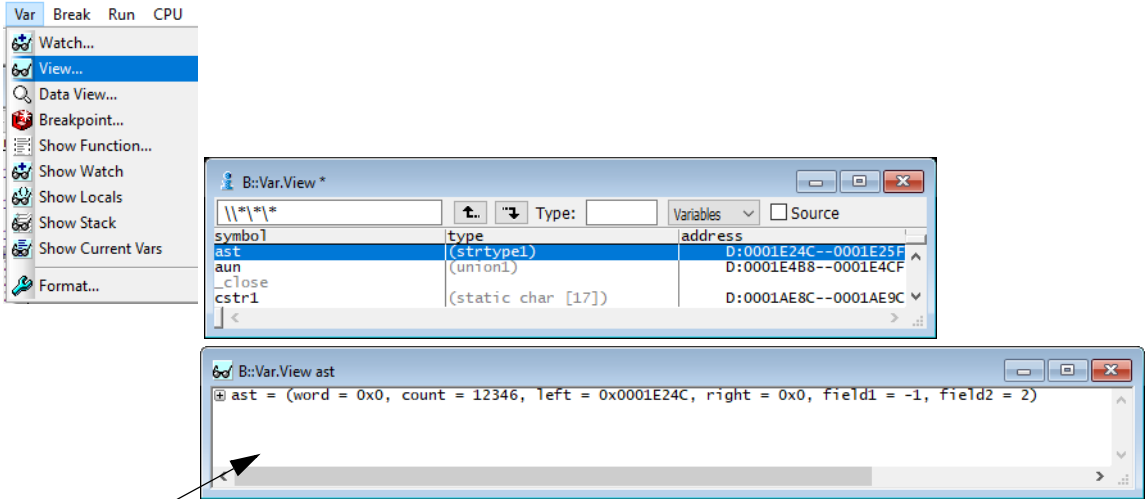 Var Break Run CPU
Watch...
View...
Data View...
Breakpoint...
Show Function...
Show Watch
Show Locals
Show Stack
Show Current Vars
Format...
B::Var.View *
\\*\*\* Type: Variables Source
symbol type address
ast (strtype1) D:0001E24C--0001E25F
aun (union1) D:0001E4B8--0001E4CF
_close
cstr1 (static char [17]) D:0001AE8C--0001AE9C
B::Var.View ast
ast = (word = 0x0, count = 12346, left = 0x0001E24C, right = 0x0, field1 = -1, field2 = 2)